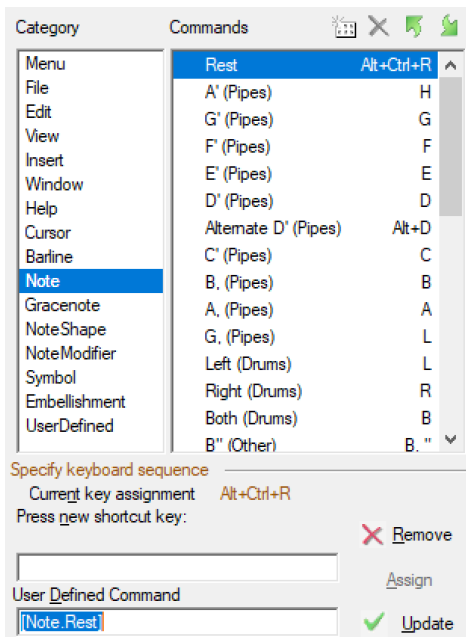 Category
Commands
Menu
File
Edit
View
Insert
Window
Help
Cursor
Barline
Note
Gracenote
NoteShape
NoteModifier
Symbol
Embellishment
UserDefined
Rest Alt+Ctrl+R
A' (Pipes) H
G' (Pipes) G
F' (Pipes) F
E' (Pipes) E
D' (Pipes) D
Alternate D' (Pipes) Alt+D
C' (Pipes) C
B, (Pipes) B
A, (Pipes) A
G, (Pipes) L
Left (Drums) L
Right (Drums) R
Both (Drums) B
B" (Other) B, "
Specify keyboard sequence
Current key assignment Alt+Ctrl+R
Press new shortcut key:
Remove
Assign
User Defined Command
[Note.Rest]
Update